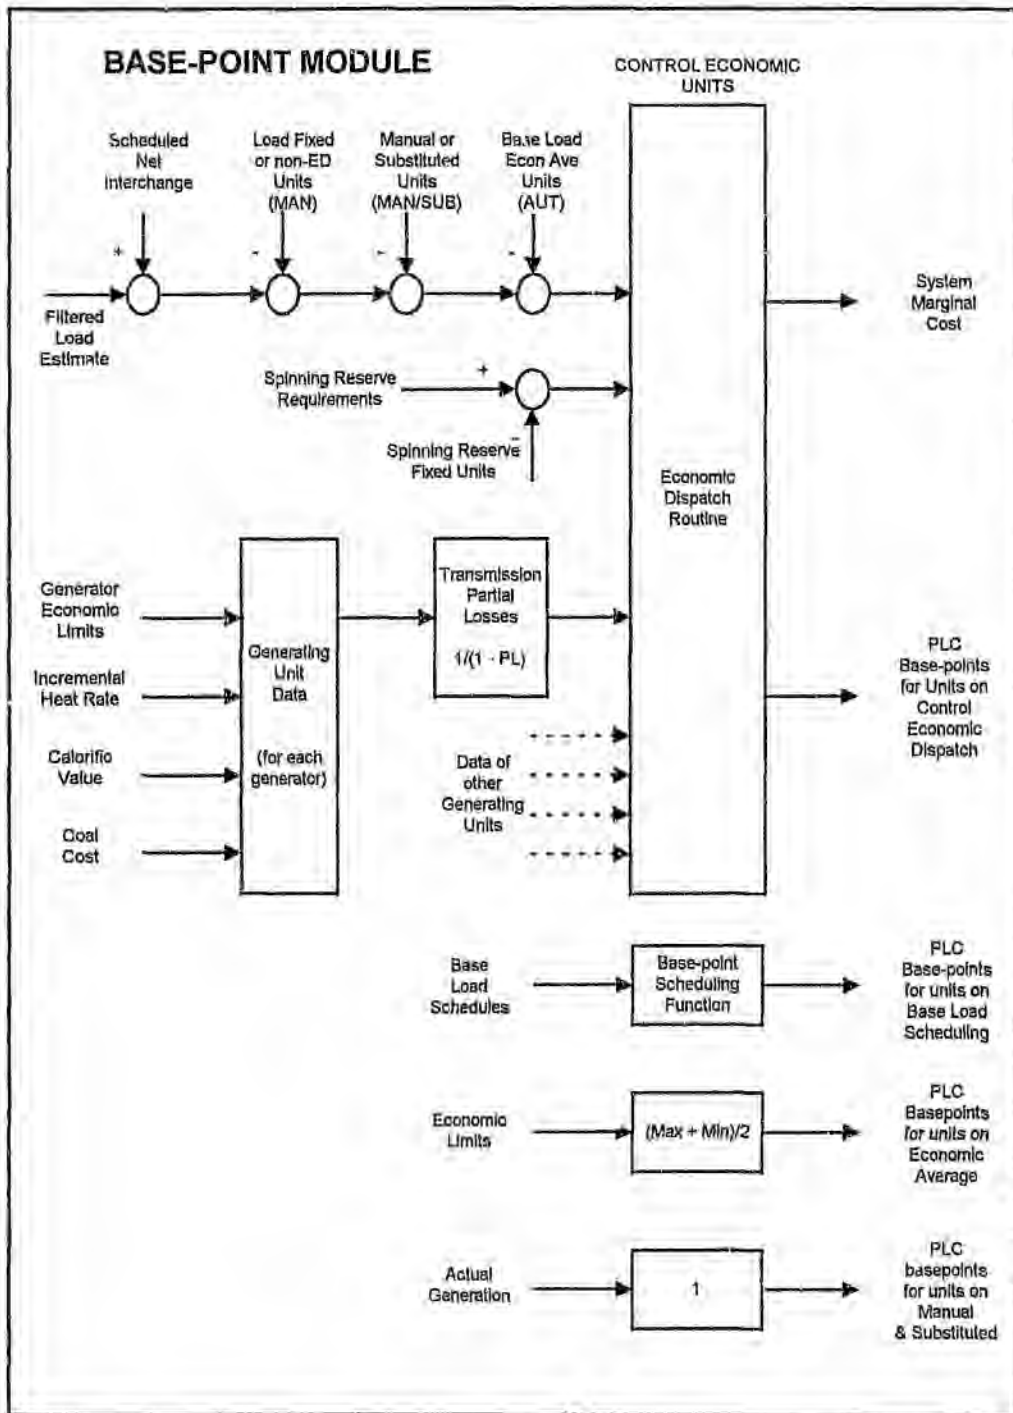 BASE-POINT MODULE
CONTROL ECONOMIC
UNITS
Scheduled
Net
Interchange
Load Fixed
or non-ED
Units
(MAN)
Manual or
Substituted
Units
(MAN/SUB)
Base Load
Econ Ave
Units
(AUT)
+
-
-
-
Filtered
Load
Estimate
System
Marginal
Cost
Spinning Reserve
Requirements
+
-
Spinning Reserve
Fixed Units
Economic
Dispatch
Routine
Generator
Economic
Limits
Incremental
Heat Rate
Calorific
Value
Coal
Cost
Generating
Unit
Data
(for each
generator)
Transmission
Partial
Losses
1/(1 - PL)
Data of
other
Generating
Units
PLC
Base-points
for Units on
Control
Economic
Dispatch
Base
Load
Schedules
Base-point
Scheduling
Function
PLC
Base-points
for units on
Base Load
Scheduling
Economic
Limits
(Max + Min)/2
PLC
Basepoints
for units on
Economic
Average
Actual
Generation
1
PLC
basepoints
for units on
Manual
& Substituted